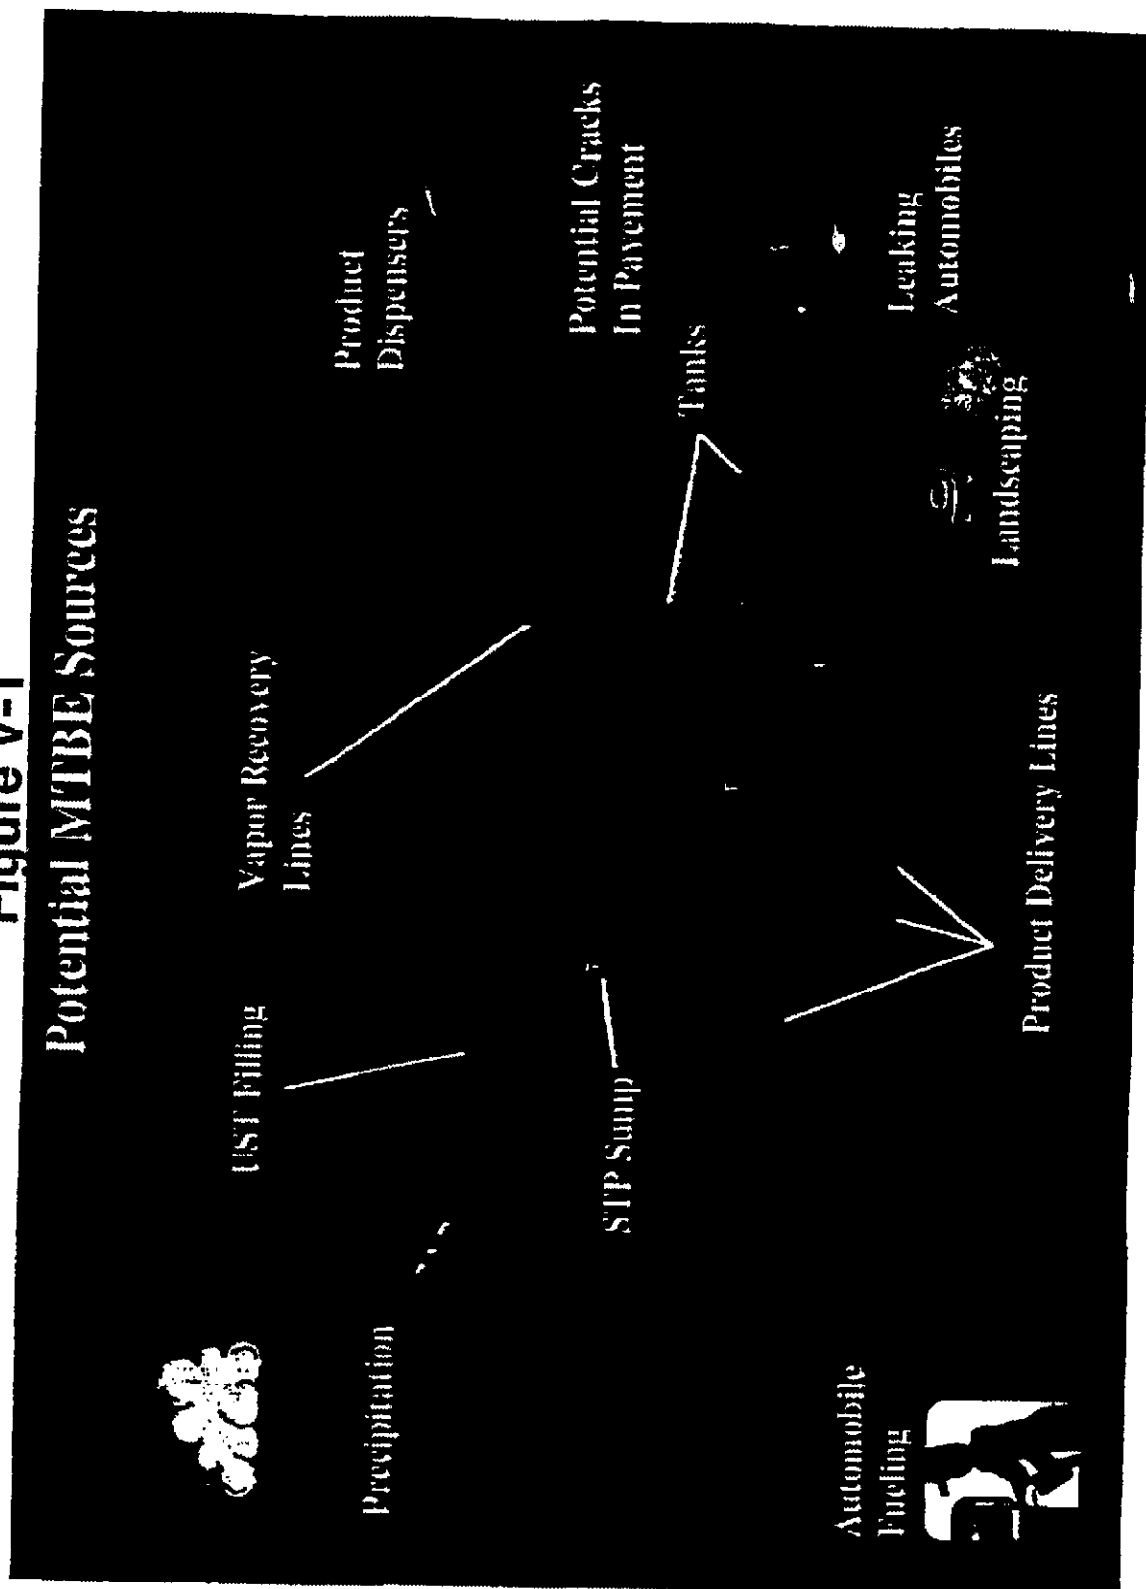 Figure V-1
Potential MTBE Sources
UST Filling
Vapor Recovery
Lines
Product
Dispensers
Precipitation
STP Sump
Potential Cracks
In Pavement
Tanks
Automobile
Fueling
Product Delivery Lines
Landscaping
Leaking
Automobiles